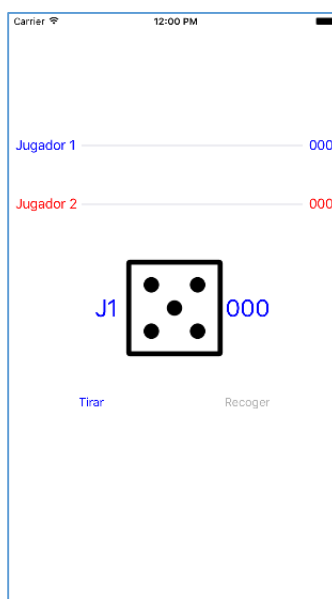 Carrier 12:00 PM
Jugador 1 000
Jugador 2 000
J1 000
Tirar Recoger